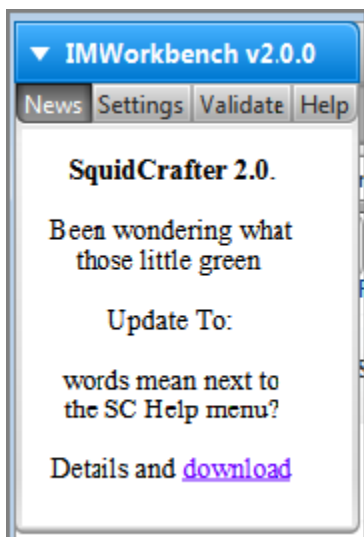 IMWorkbench v2.0.0
News Settings Validate Help
SquidCrafter 2.0.
Been wondering what
those little green
Update To:
words mean next to
the SC Help menu?
Details and download